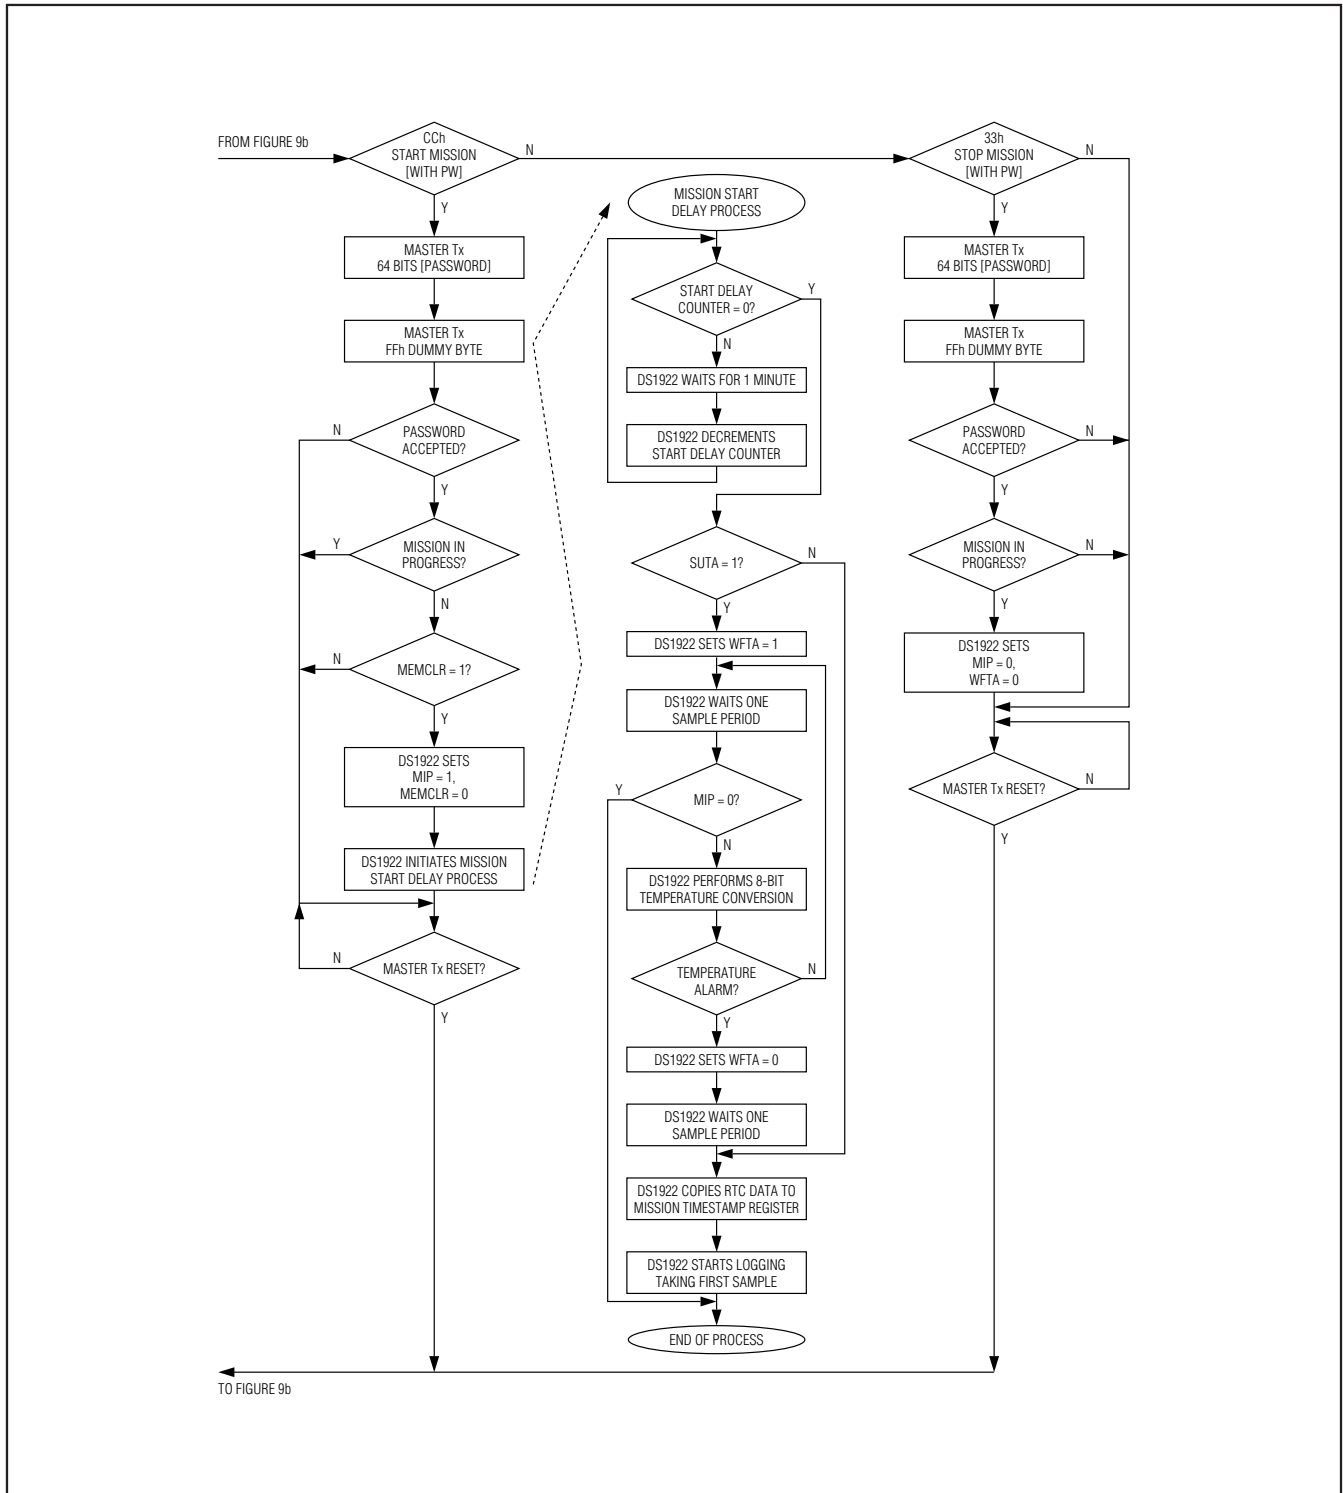 FROM FIGURE 9b
CCh
START MISSION
[WITH PW]
N
Y
MASTER Tx
64 BITS [PASSWORD]
MASTER Tx
FFh DUMMY BYTE
N
PASSWORD
ACCEPTED?
Y
Y
MISSION IN
PROGRESS?
N
N
MEMCLR = 1?
Y
DS1922 SETS
MIP = 1,
MEMCLR = 0
DS1922 INITIATES MISSION
START DELAY PROCESS
N
MASTER Tx RESET?
Y
MISSION START
DELAY PROCESS
START DELAY
COUNTER = 0?
Y
N
DS1922 WAITS FOR 1 MINUTE
DS1922 DECREMENTS
START DELAY COUNTER
SUTA = 1?
N
Y
DS1922 SETS WFTA = 1
DS1922 WAITS ONE
SAMPLE PERIOD
Y
MIP = 0?
N
DS1922 PERFORMS 8-BIT
TEMPERATURE CONVERSION
TEMPERATURE
ALARM?
N
Y
DS1922 SETS WFTA = 0
DS1922 WAITS ONE
SAMPLE PERIOD
DS1922 COPIES RTC DATA TO
MISSION TIMESTAMP REGISTER
DS1922 STARTS LOGGING
TAKING FIRST SAMPLE
END OF PROCESS
33h
STOP MISSION
[WITH PW]
N
Y
MASTER Tx
64 BITS [PASSWORD]
MASTER Tx
FFh DUMMY BYTE
PASSWORD
ACCEPTED?
N
Y
MISSION IN
PROGRESS?
N
Y
DS1922 SETS
MIP = 0,
WFTA = 0
MASTER Tx RESET?
N
Y
TO FIGURE 9b